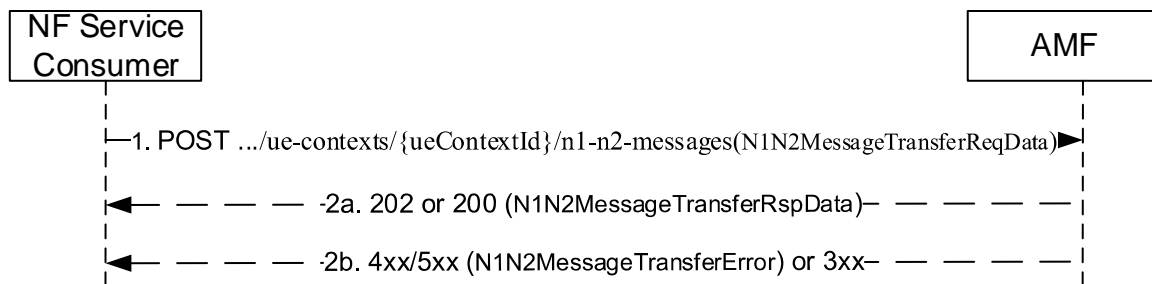 NF Service
Consumer
AMF
1. POST .../ue-contexts/{ueContextId}/n1-n2-messages(N1N2MessageTransferReqData)
2a. 202 or 200 (N1N2MessageTransferRspData)
2b. 4xx/5xx (N1N2MessageTransferError) or 3xx